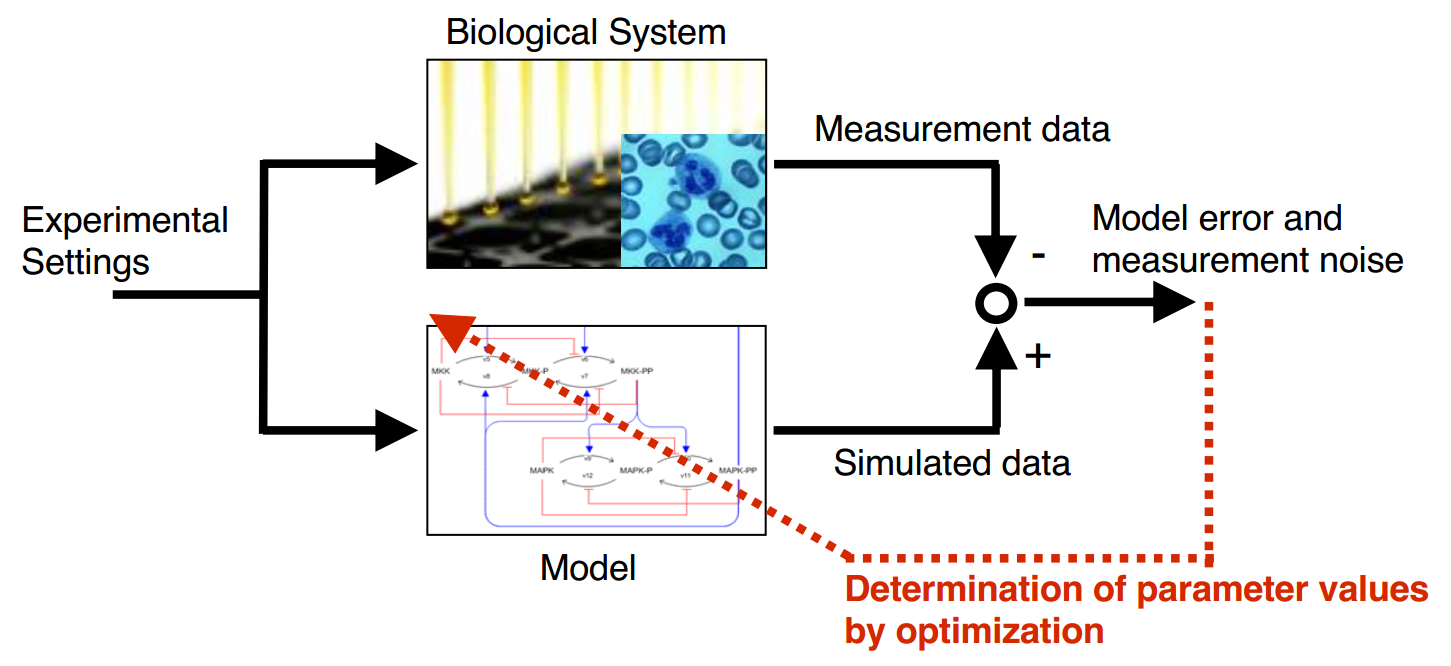 Biological System
Measurement data
Experimental
Settings
Model error and
measurement noise
-
+
v5
v6
MKK
v8
MKK-P
v7
MKK-PP
v9
MAPK
v12
MAPK-P
v11
MAPK-PP
Simulated data
Model
Determination of parameter values
by optimization